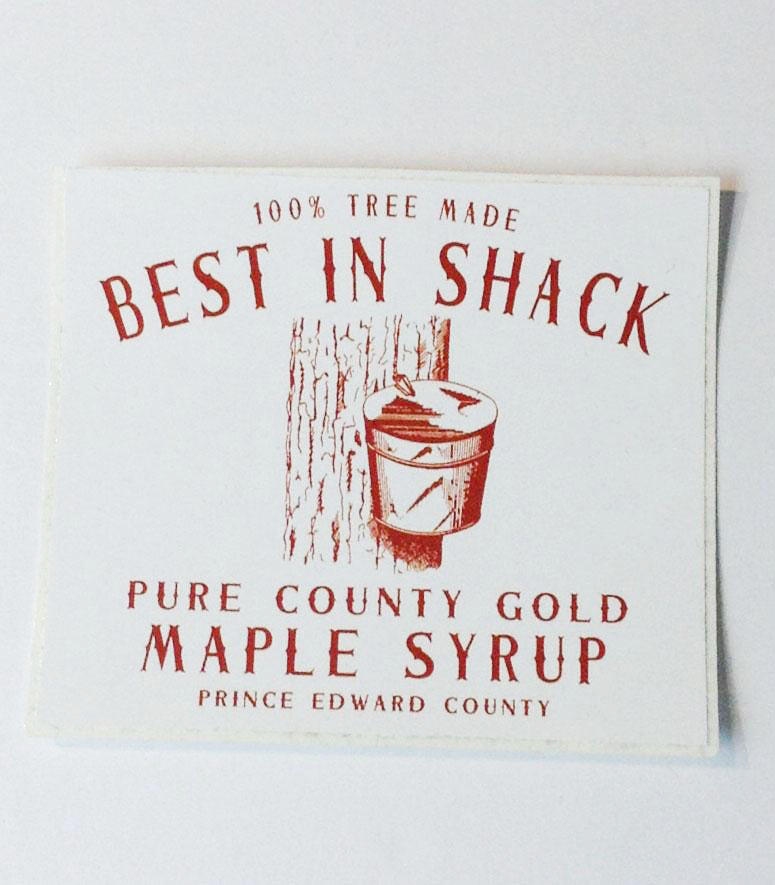 100% TREE MADE
BEST IN SHACK
PURE COUNTY GOLD
MAPLE SYRUP
PRINCE EDWARD COUNTY